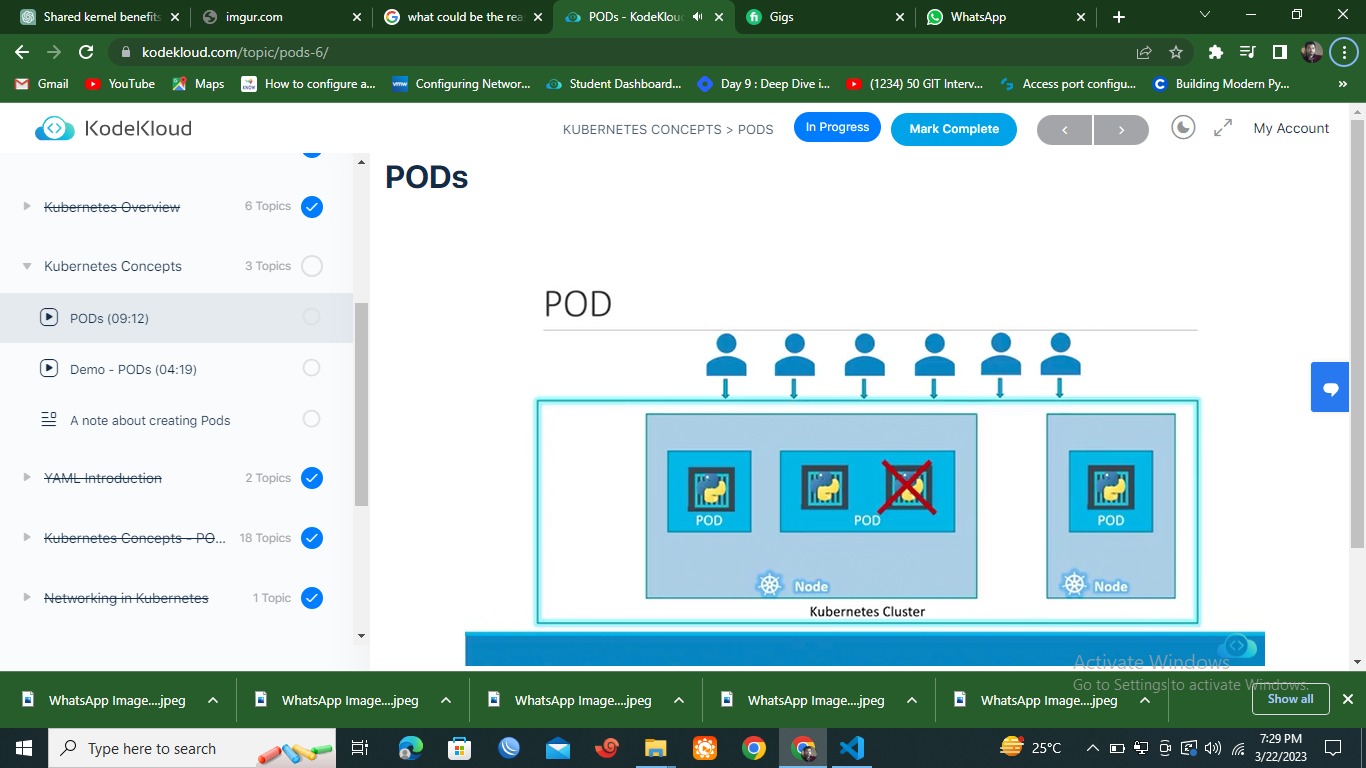 Shared kernel benefits
imgur.com
what could be the rea
PODs - KodeKlou
Gigs
WhatsApp
kodekloud.com/topic/pods-6/
Gmail
YouTube
Maps
How to configure a...
Configuring Networ...
Student Dashboard...
Day 9 : Deep Dive i...
(1234) 50 GIT Interv...
Access port configu...
Building Modern Py...
KodeKloud
KUBERNETES CONCEPTS > PODS
In Progress
Mark Complete
My Account
Kubernetes Overview
6 Topics
Kubernetes Concepts
3 Topics
PODs (09:12)
Demo - PODs (04:19)
A note about creating Pods
YAML Introduction
2 Topics
Kubernetes Concepts - PO...
18 Topics
Networking in Kubernetes
1 Topic
PODs
POD
POD
POD
POD
Node
Node
Kubernetes Cluster
Activate Windows
Go to Settings to activate Windows.
WhatsApp Image....jpeg
WhatsApp Image....jpeg
WhatsApp Image....jpeg
WhatsApp Image....jpeg
WhatsApp Image....jpeg
Show all
Type here to search
25°C
7:29 PM
3/22/2023